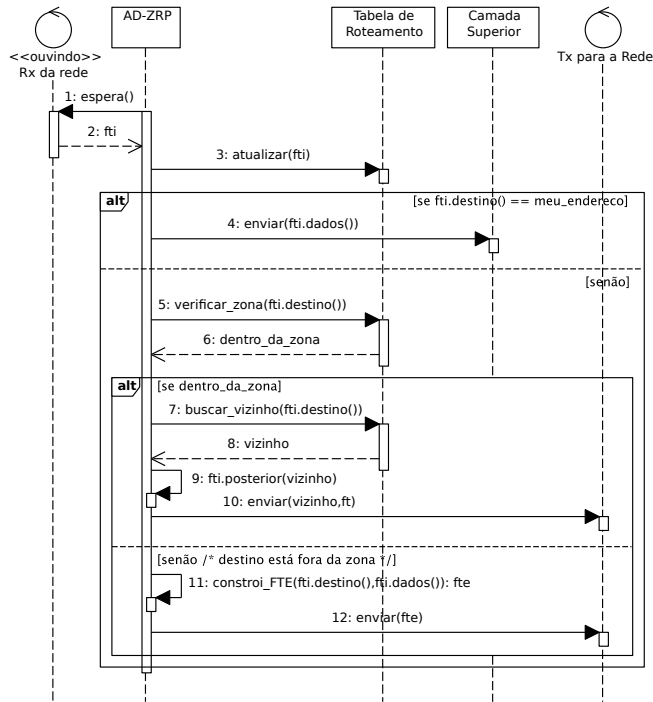 AD-ZRP
Tabela de
Roteamento
Camada
Superior
<<ouvindo>>
Rx da rede
Tx para a Rede
1: espera()
2: fti
3: atualizar(fti)
alt
[se fti.destino() == meu_endereco]
4: enviar(fti.dados())
[senão]
5: verificar_zona(fti.destino())
6: dentro_da_zona
alt
[se dentro_da_zona]
7: buscar_vizinho(fti.destino())
8: vizinho
9: fti.posterior(vizinho)
10: enviar(vizinho,ft)
[senão /* destino está fora da zona */]
11: constroi_FTE(fti.destino(),fti.dados()): fte
12: enviar(fte)